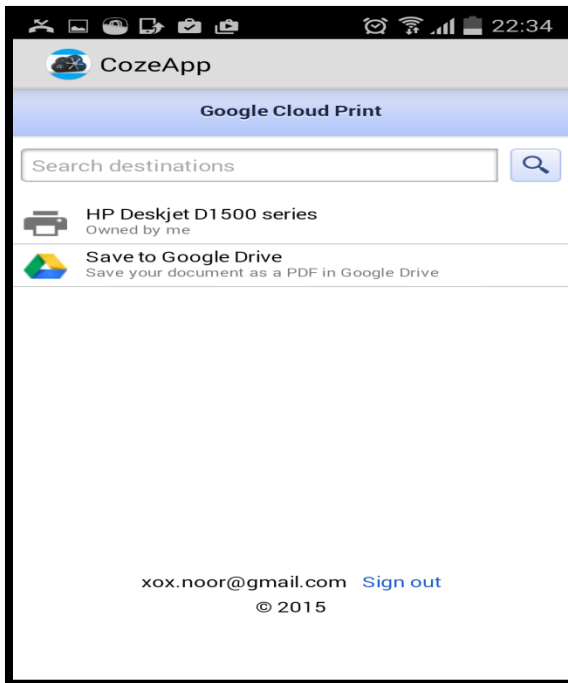 22:34
CozeApp
Google Cloud Print
Search destinations
HP Deskjet D1500 series
Owned by me
Save to Google Drive
Save your document as a PDF in Google Drive
xox.noor@gmail.com Sign out
© 2015